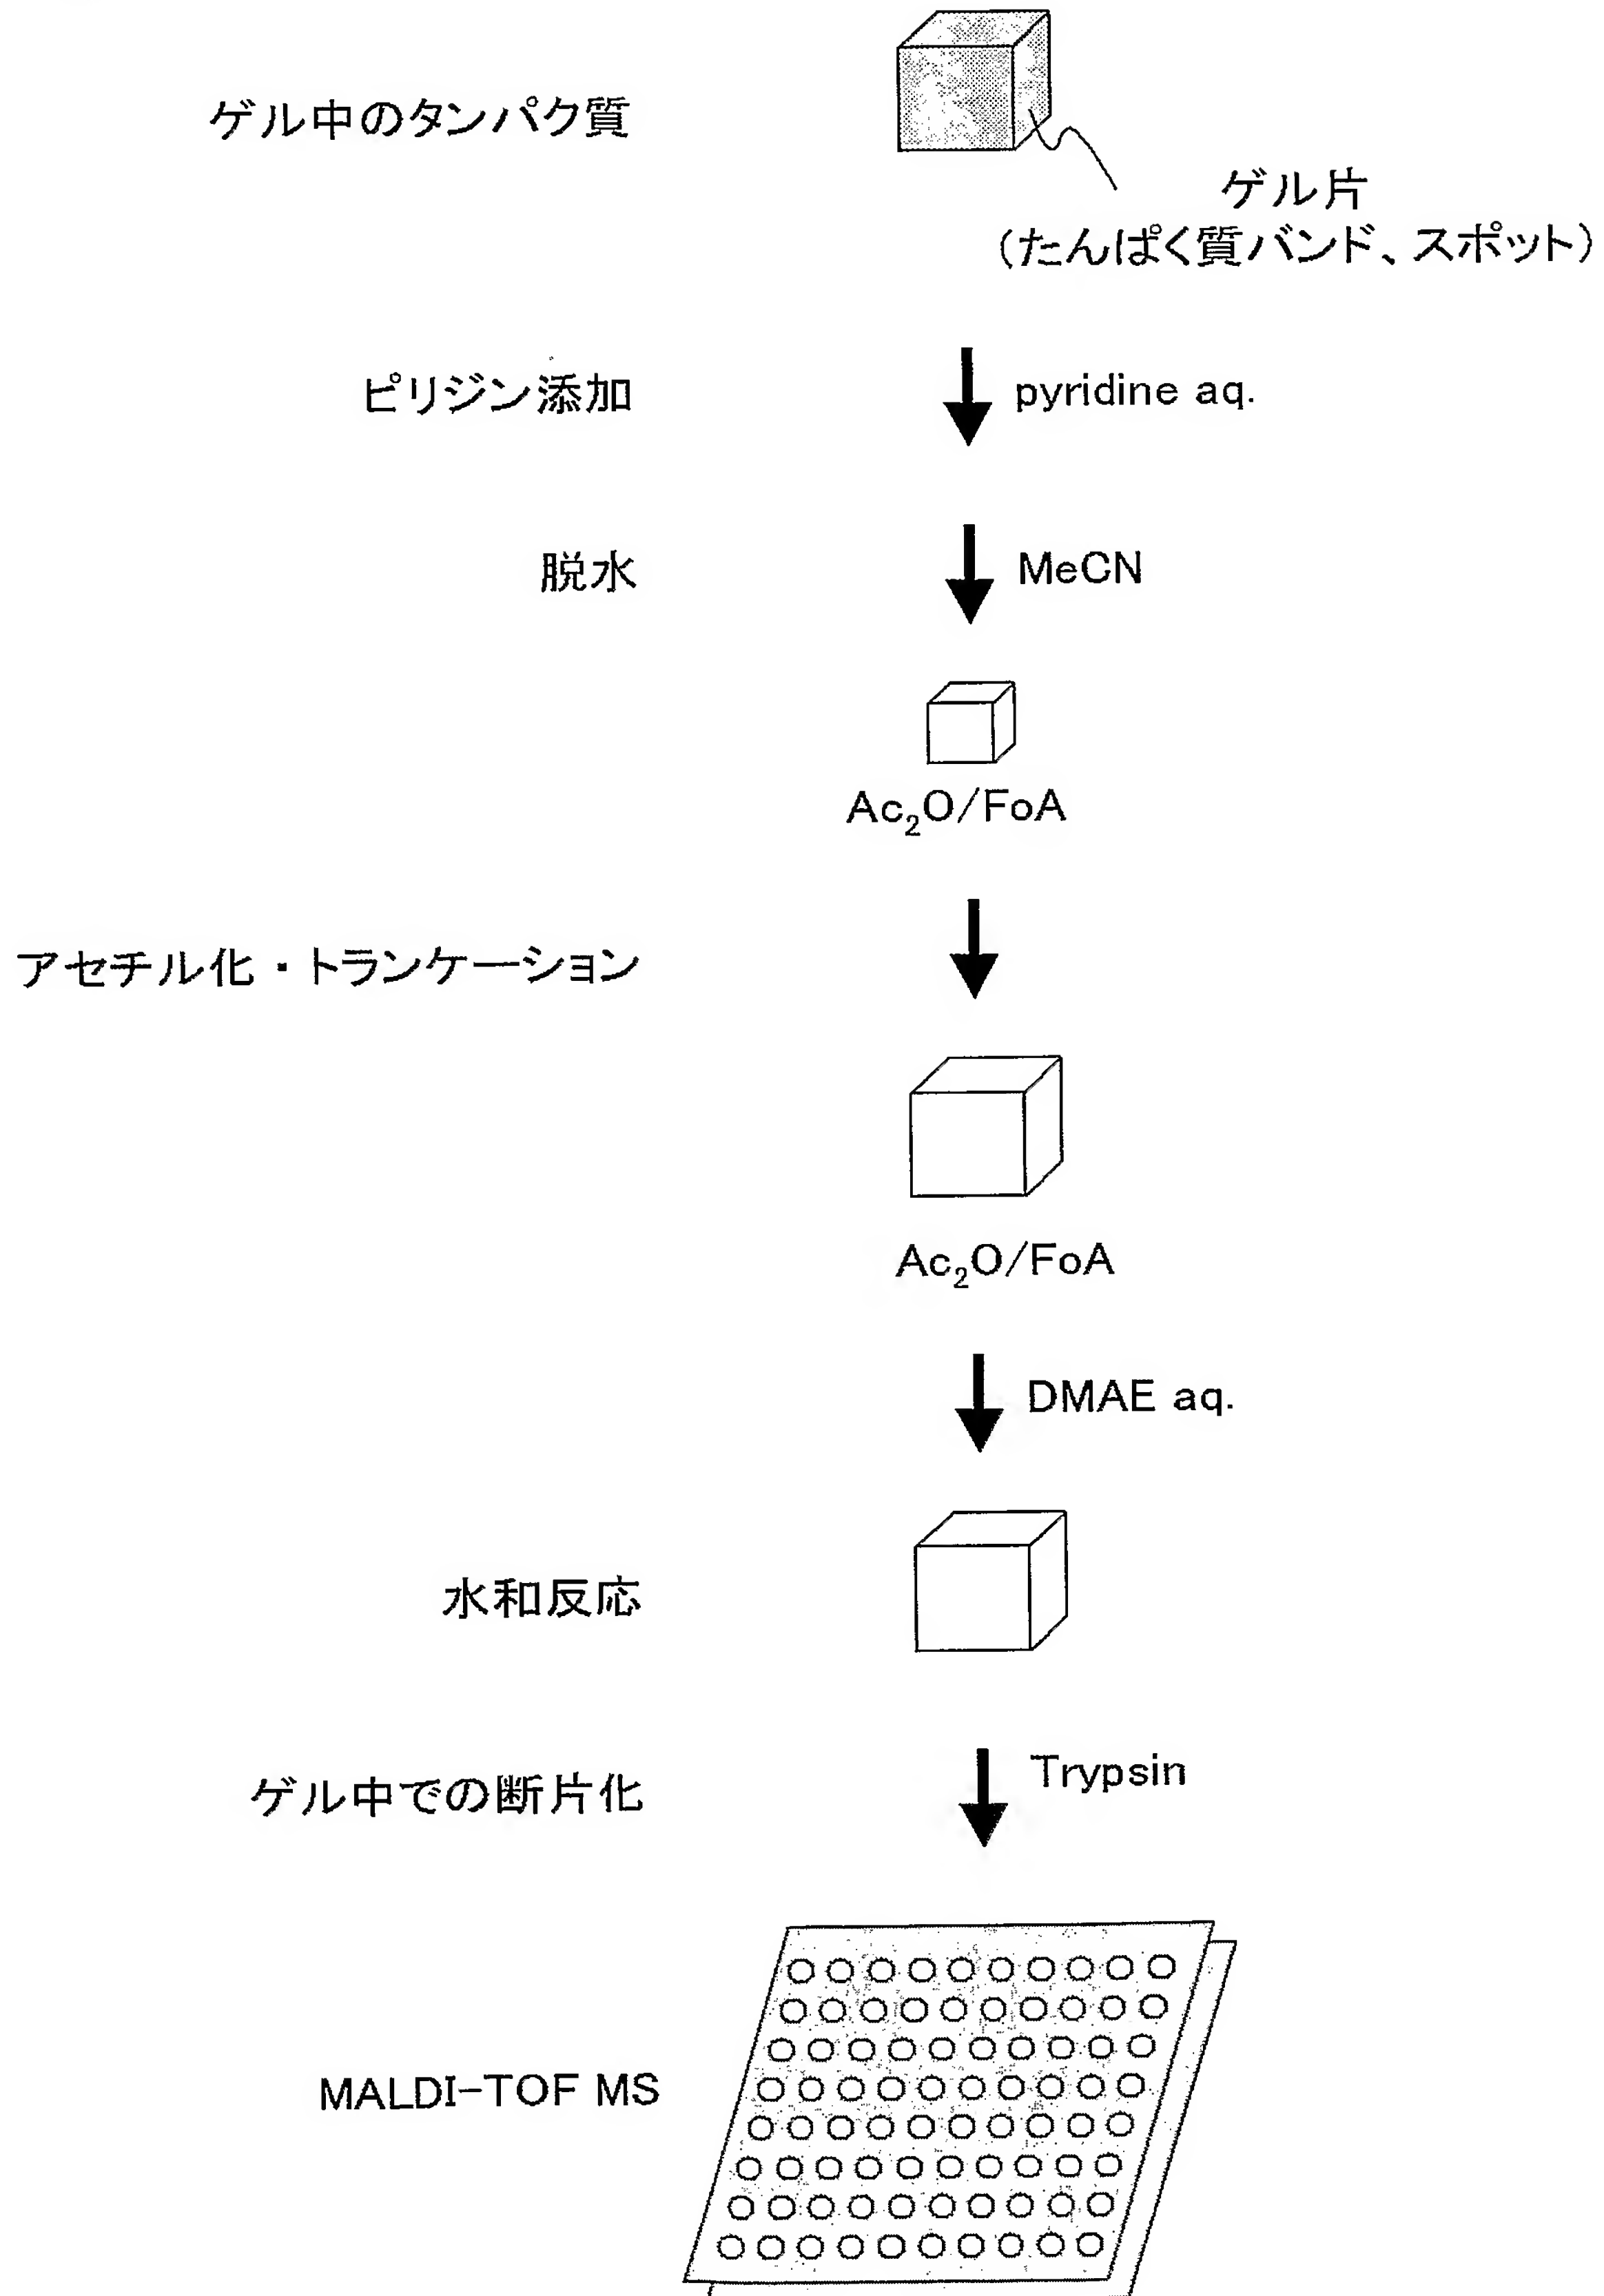 ゲル中のタンパク質
ゲル片
(たんぱく質バンド、スポット)
ピリジン添加
pyridine aq.
脱水
MeCN
Ac₂O/FoA
アセチル化・トランケーション
Ac₂O/FoA
DMAE aq.
水和反応
ゲル中での断片化
Trypsin
MALDI-TOF MS